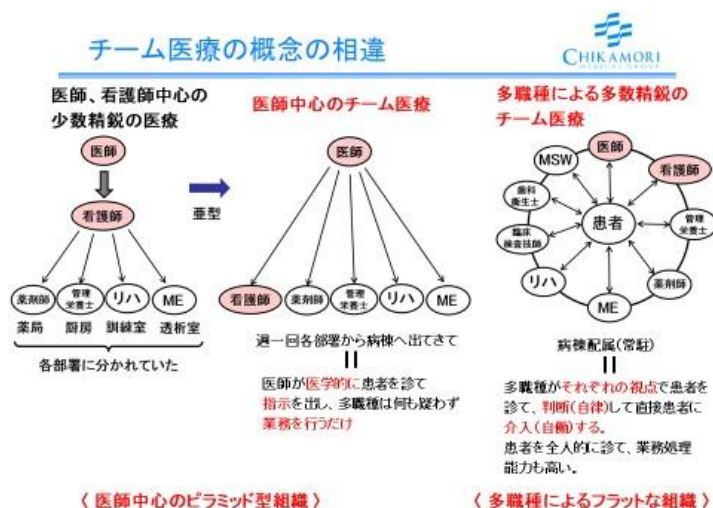 チーム医療の概念の相違
CHIKAMORI
MEDICAL GROUP
医師、看護師中心の
少数精鋭の医療
医師
看護師
薬剤師
管理
栄養士
リハ
ME
薬局
厨房
訓練室
透析室
各部署に分かれていた
亜型
医師中心のチーム医療
医師
看護師
薬剤師
管理
栄養士
リハ
ME
週一回各部署から病棟へ出てきて
医師が医学的に患者を診て
指示を出し、多職種は何も疑わず
業務を行うだけ
多職種による多数精鋭の
チーム医療
医師
MSW
看護師
歯科
衛生士
患者
管理
栄養士
臨床
検査技師
リハ
薬剤師
ME
病棟配属(常駐)
多職種がそれぞれの視点で患者を
診て、判断(自律)して直接患者に
介入(自働)する。
患者を全人的に診て、業務処理
能力も高い。
〈 医師中心のピラミッド型組織 〉
〈 多職種によるフラットな組織 〉